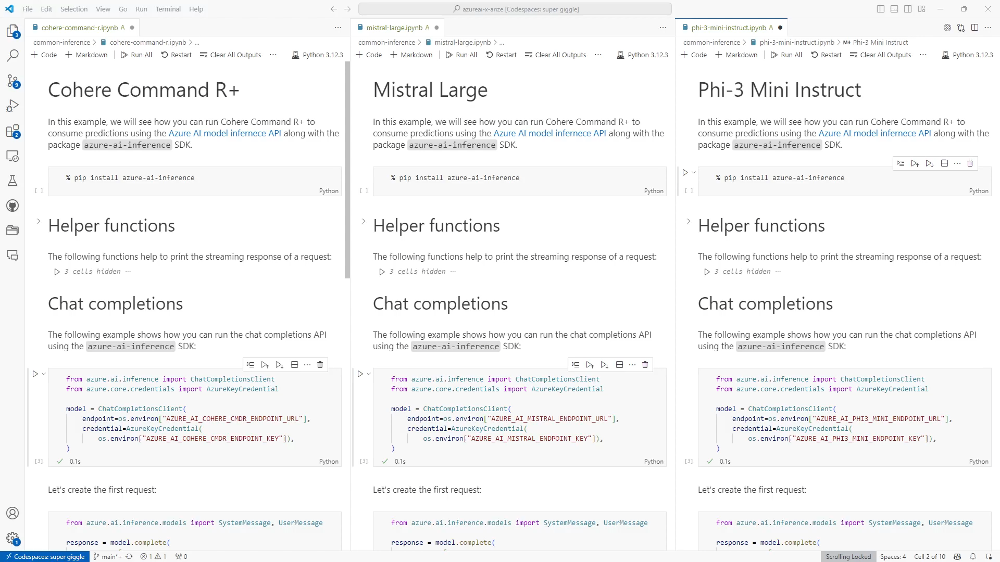 File Edit Selection View Go Run Terminal Help
azureai-x-arize [Codespaces: super giggle]
cohere-command-r.ipynb A
common-inference > cohere-command-r.ipynb > ...
+ Code + Markdown Run All Restart Clear All Outputs ... Python 3.12.3
Cohere Command R+
In this example, we will see how you can run Cohere Command R+ to
consume predictions using the Azure AI model infernece API along with the
package azure-ai-inference SDK.
% pip install azure-ai-inference
[ ] Python
Helper functions
The following functions help to print the streaming response of a request:
3 cells hidden ...
Chat completions
The following example shows how you can run the chat completions API
using the azure-ai-inference SDK:
from azure.ai.inference import ChatCompletionsClient
from azure.core.credentials import AzureKeyCredential
model = ChatCompletionsClient(
endpoint=os.environ["AZURE_AI_COHERE_CMDR_ENDPOINT_URL"],
credential=AzureKeyCredential(
os.environ["AZURE_AI_COHERE_CMDR_ENDPOINT_KEY"]),
)
[3] 0.1s Python
Let's create the first request:
from azure.ai.inference.models import SystemMessage, UserMessage
response = model.complete(
mistral-large.ipynb A
common-inference > mistral-large.ipynb > ...
+ Code + Markdown Run All Restart Clear All Outputs ... Python 3.12.3
Mistral Large
In this example, we will see how you can run Cohere Command R+ to
consume predictions using the Azure AI model infernece API along with the
package azure-ai-inference SDK.
% pip install azure-ai-inference
[ ] Python
Helper functions
The following functions help to print the streaming response of a request:
3 cells hidden ...
Chat completions
The following example shows how you can run the chat completions API
using the azure-ai-inference SDK:
from azure.ai.inference import ChatCompletionsClient
from azure.core.credentials import AzureKeyCredential
model = ChatCompletionsClient(
endpoint=os.environ["AZURE_AI_MISTRAL_ENDPOINT_URL"],
credential=AzureKeyCredential(
os.environ["AZURE_AI_MISTRAL_ENDPOINT_KEY"]),
)
[3] 0.1s Python
Let's create the first request:
from azure.ai.inference.models import SystemMessage, UserMessage
response = model.complete(
phi-3-mini-instruct.ipynb A
common-inference > phi-3-mini-instruct.ipynb > M↓ Phi-3 Mini Instruct
+ Code + Markdown Run All Restart Clear All Outputs ... Python 3.12.3
Phi-3 Mini Instruct
In this example, we will see how you can run Cohere Command R+ to
consume predictions using the Azure AI model infernece API along with the
package azure-ai-inference SDK.
% pip install azure-ai-inference
[ ] Python
Helper functions
The following functions help to print the streaming response of a request:
3 cells hidden ...
Chat completions
The following example shows how you can run the chat completions API
using the azure-ai-inference SDK:
from azure.ai.inference import ChatCompletionsClient
from azure.core.credentials import AzureKeyCredential
model = ChatCompletionsClient(
endpoint=os.environ["AZURE_AI_PHI3_MINI_ENDPOINT_URL"],
credential=AzureKeyCredential(
os.environ["AZURE_AI_PHI3_MINI_ENDPOINT_KEY"]),
)
[3] 0.1s Python
Let's create the first request:
from azure.ai.inference.models import SystemMessage, UserMessage
response = model.complete(
3
9
2
1
Codespaces: super giggle main*+ 1 1 0 Scrolling Locked Spaces: 4 Cell 2 of 10